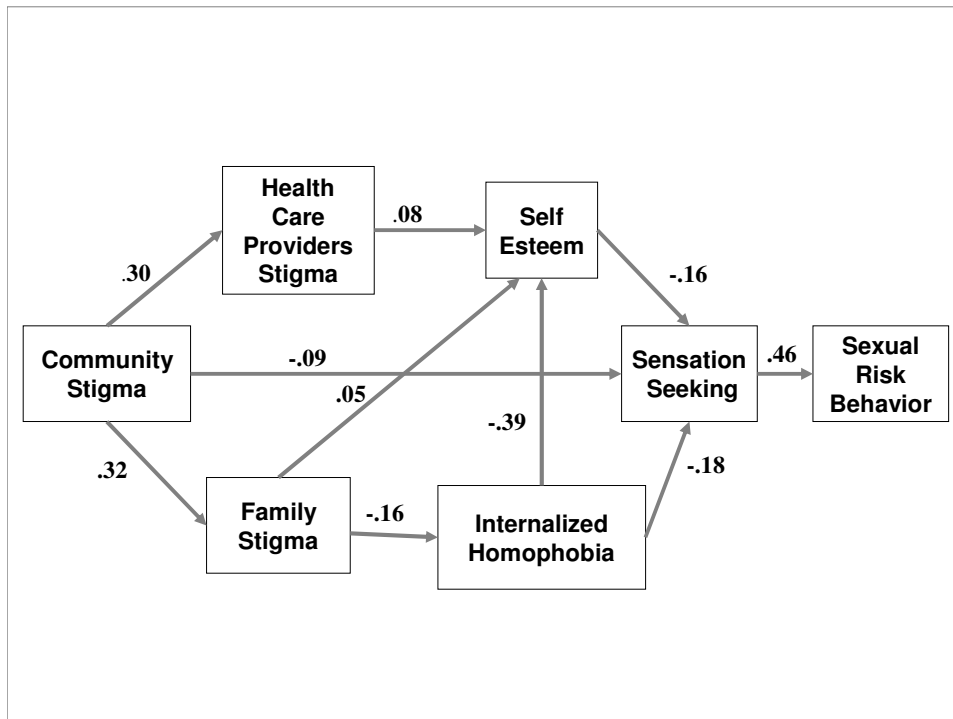 Health
Care
Providers
Stigma
.08
Self
Esteem
.30
-.16
Community
Stigma
-.09
.05
Sensation
Seeking
.46
Sexual
Risk
Behavior
-.39
.32
-.18
Family
Stigma
-.16
Internalized
Homophobia